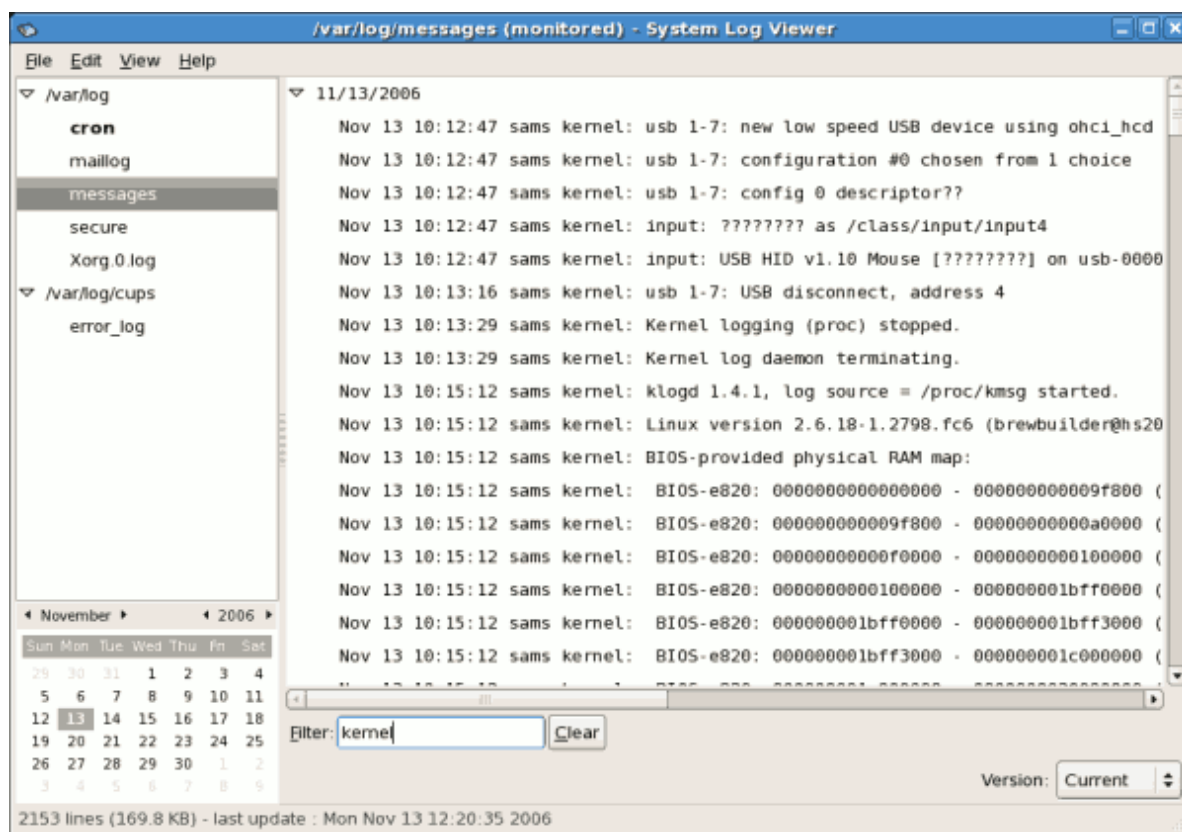 /var/log/messages (monitored) - System Log Viewer
File Edit View Help
/var/log
cron
maillog
messages
secure
Xorg.0.log
/var/log/cups
error_log
11/13/2006
Nov 13 10:12:47 sams kernel: usb 1-7: new low speed USB device using ohci_hcd
Nov 13 10:12:47 sams kernel: usb 1-7: configuration #0 chosen from 1 choice
Nov 13 10:12:47 sams kernel: usb 1-7: config 0 descriptor??
Nov 13 10:12:47 sams kernel: input: ???????? as /class/input/input4
Nov 13 10:12:47 sams kernel: input: USB HID v1.10 Mouse [????????] on usb-0000
Nov 13 10:13:16 sams kernel: usb 1-7: USB disconnect, address 4
Nov 13 10:13:29 sams kernel: Kernel logging (proc) stopped.
Nov 13 10:13:29 sams kernel: Kernel log daemon terminating.
Nov 13 10:15:12 sams kernel: klogd 1.4.1, log source = /proc/kmsg started.
Nov 13 10:15:12 sams kernel: Linux version 2.6.18-1.2798.fc6 (brewbuilder@hs20
Nov 13 10:15:12 sams kernel: BIOS-provided physical RAM map:
Nov 13 10:15:12 sams kernel: BIOS-e820: 0000000000000000 - 000000000009f800 (
Nov 13 10:15:12 sams kernel: BIOS-e820: 000000000009f800 - 00000000000a0000 (
Nov 13 10:15:12 sams kernel: BIOS-e820: 00000000000f0000 - 0000000000100000 (
Nov 13 10:15:12 sams kernel: BIOS-e820: 0000000000100000 - 000000001bff0000 (
Nov 13 10:15:12 sams kernel: BIOS-e820: 000000001bff0000 - 000000001bff3000 (
Nov 13 10:15:12 sams kernel: BIOS-e820: 000000001bff3000 - 000000001c000000 (
November 2006
Sun Mon Tue Wed Thu Fri Sat
29 30 31 1 2 3 4
5 6 7 8 9 10 11
12 13 14 15 16 17 18
19 20 21 22 23 24 25
26 27 28 29 30 1 2
3 4 5 6 7 8 9
Filter: kernel Clear
Version: Current
2153 lines (169.8 KB) - last update : Mon Nov 13 12:20:35 2006